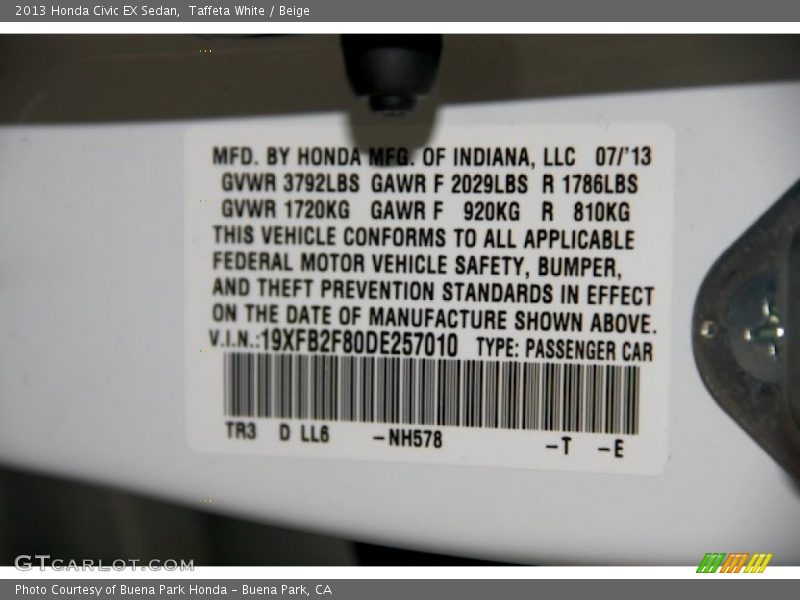 2013 Honda Civic EX Sedan, Taffeta White / Beige
MFD. BY HONDA MFG. OF INDIANA, LLC 07/'13
GVWR 3792LBS GAWR F 2029LBS R 1786LBS
GVWR 1720KG GAWR F 920KG R 810KG
THIS VEHICLE CONFORMS TO ALL APPLICABLE
FEDERAL MOTOR VEHICLE SAFETY, BUMPER,
AND THEFT PREVENTION STANDARDS IN EFFECT
ON THE DATE OF MANUFACTURE SHOWN ABOVE.
V.I.N.:19XFB2F80DE257010 TYPE: PASSENGER CAR
TR3 D LL6 –NH578 –T –E
GTCARLOT.COM
Photo Courtesy of Buena Park Honda – Buena Park, CA